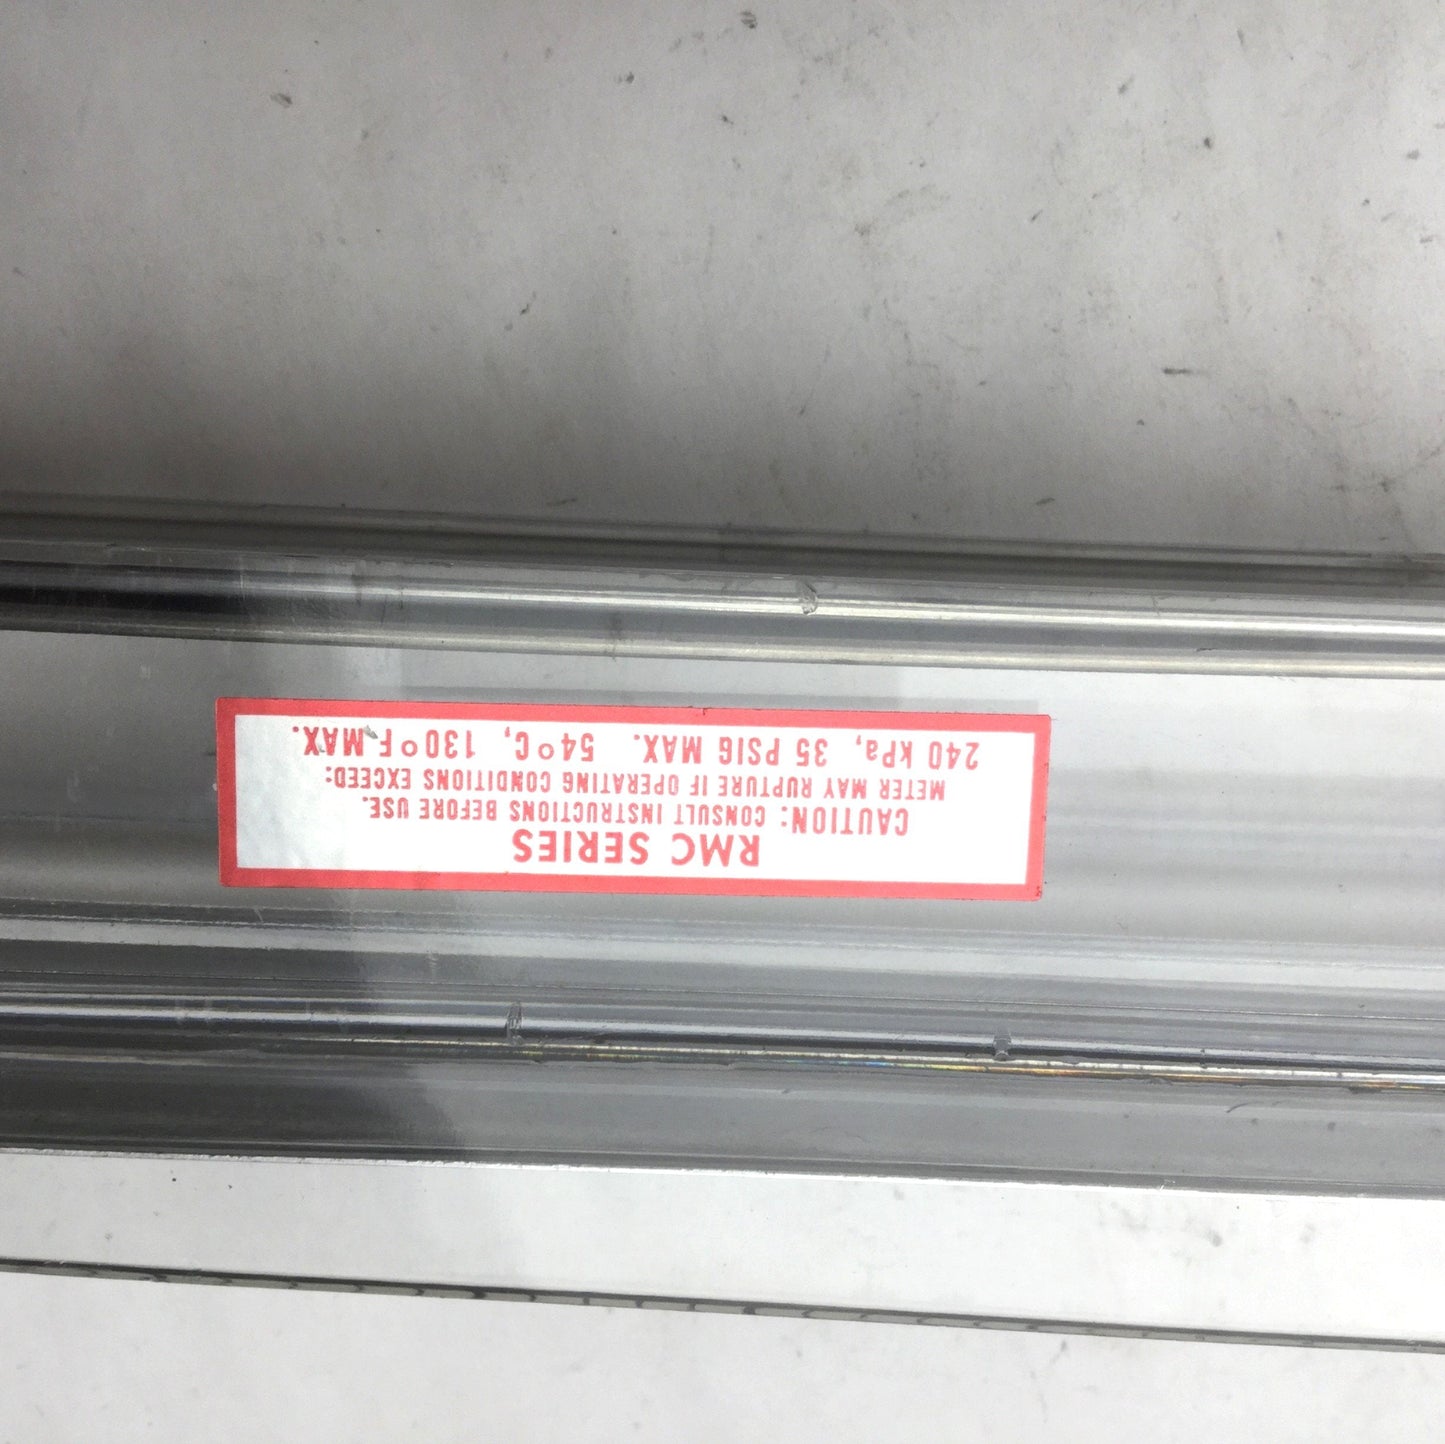 RMC SERIES
CAUTION: CONSULT INSTRUCTIONS BEFORE USE.
METER MAY RUPTURE IF OPERATING CONDITIONS EXCEED:
240 kPa, 35 PSIG MAX. 54°C, 130°F MAX.